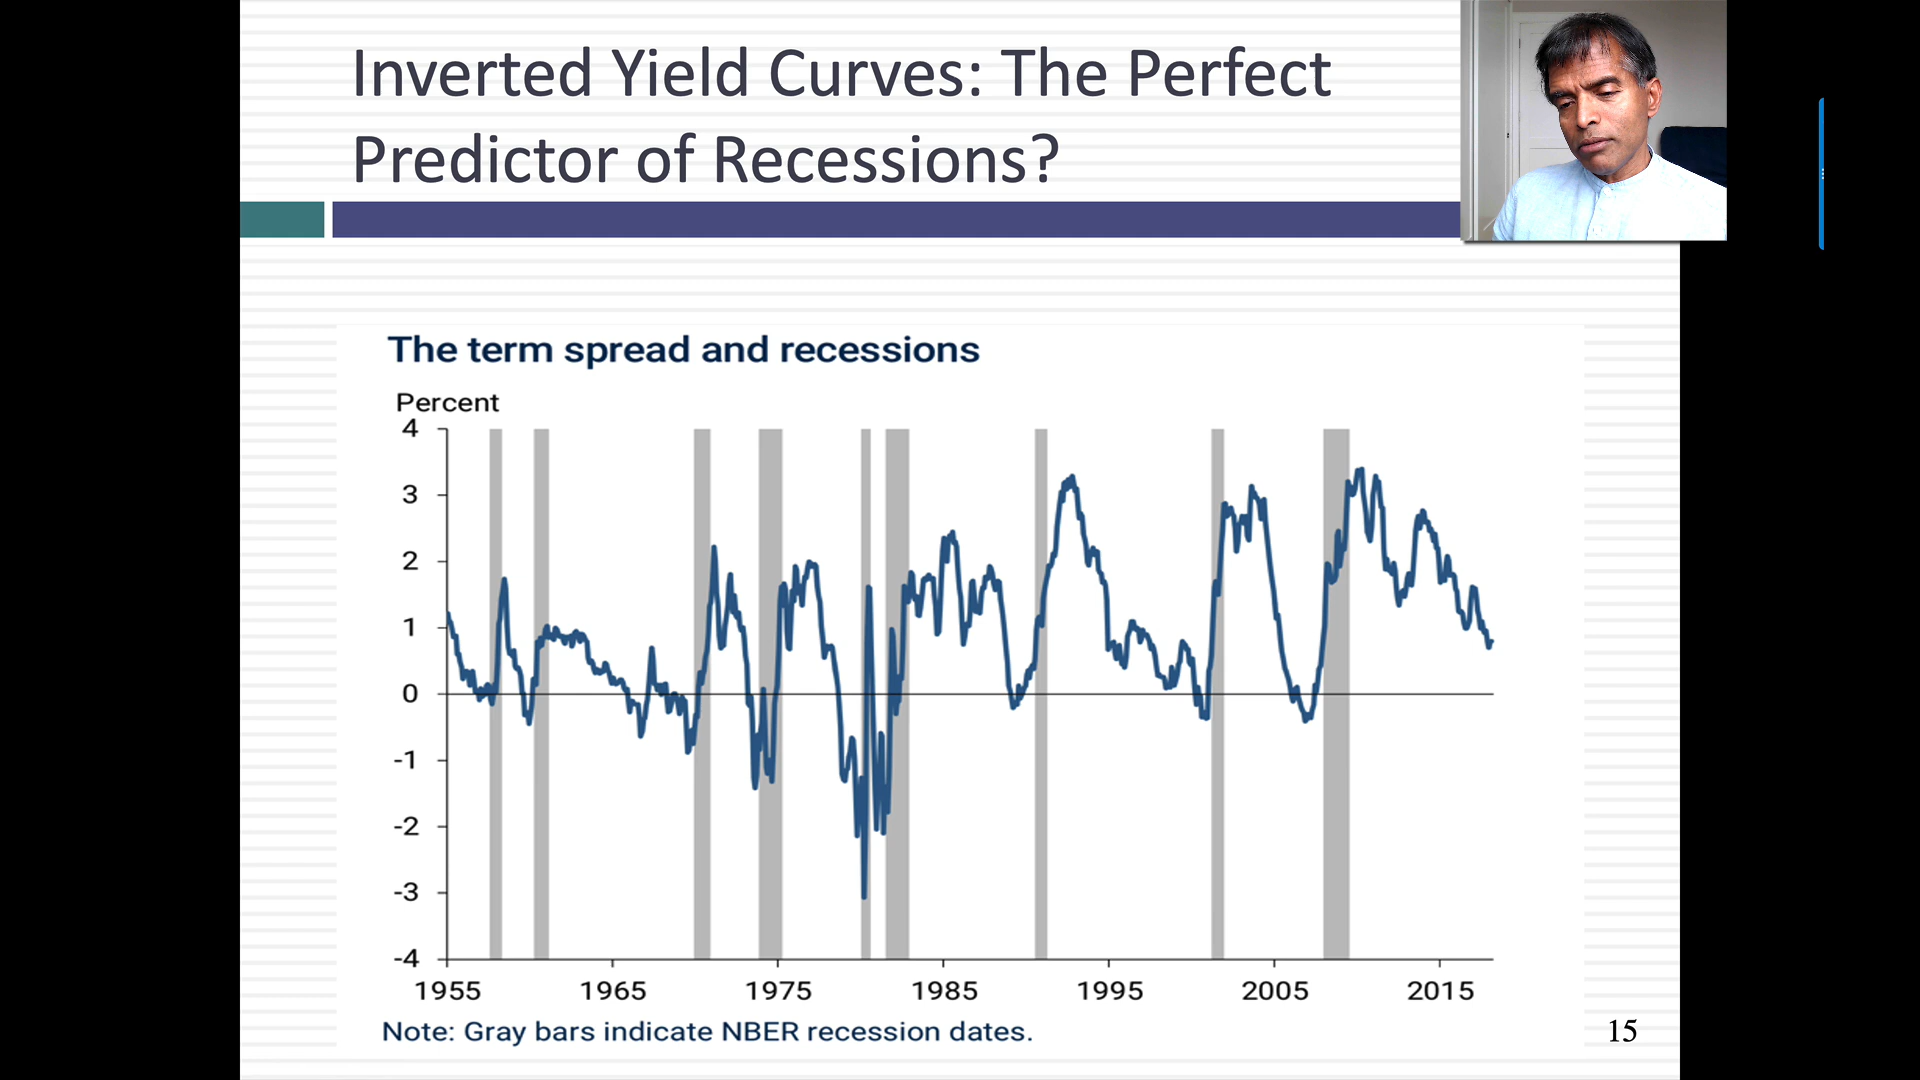 Inverted Yield Curves: The Perfect
Predictor of Recessions?
The term spread and recessions
Percent
4
3
2
1
0
-1
-2
-3
-4
1955 1965 1975 1985 1995 2005 2015
Note: Gray bars indicate NBER recession dates.
15